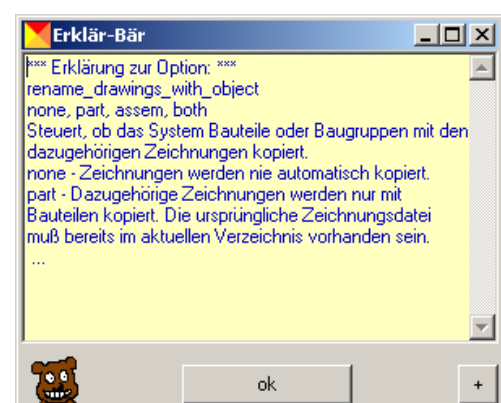 Erklär-Bär
*** Erklärung zur Option: ***
rename_drawings_with_object
none, part, assem, both
Steuert, ob das System Bauteile oder Baugruppen mit den
dazugehörigen Zeichnungen kopiert.
none - Zeichnungen werden nie automatisch kopiert.
part - Dazugehörige Zeichnungen werden nur mit
Bauteilen kopiert. Die ursprüngliche Zeichnungsdatei
muß bereits im aktuellen Verzeichnis vorhanden sein.
...
ok
+